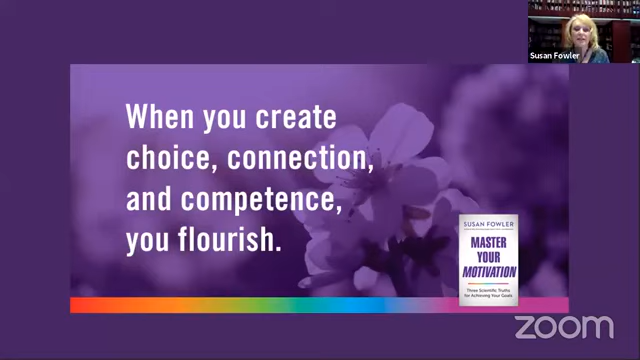 Susan Fowler
When you create
choice, connection,
and competence,
you flourish.
SUSAN FOWLER
MASTER
YOUR
MOTIVATION
Three Scientific Truths
for Achieving Your Goals
zoom